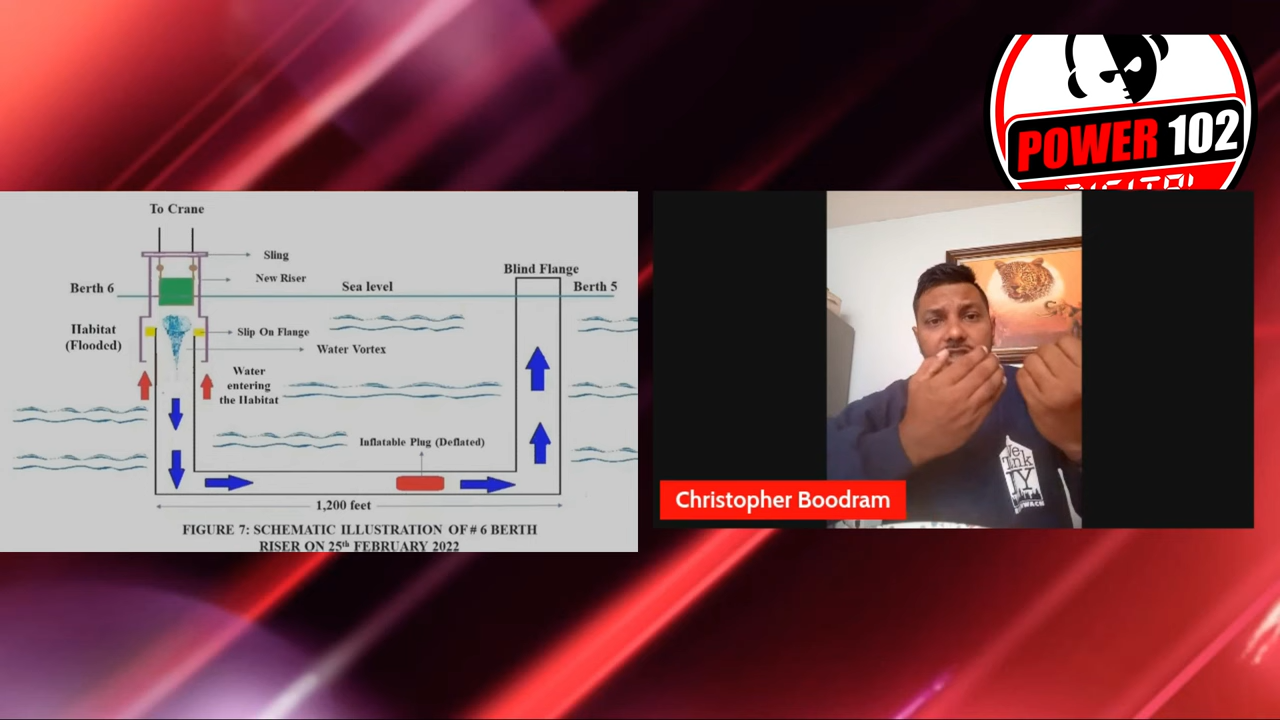 POWER 102
DIGITAL
To Crane
Sling
New Riser
Blind Flange
Berth 6
Sea level
Berth 5
Habitat
(Flooded)
Slip On Flange
Water Vortex
Water
entering
the Habitat
Inflatable Plug (Deflated)
1,200 feet
FIGURE 7: SCHEMATIC ILLUSTRATION OF # 6 BERTH
RISER ON 25th FEBRUARY 2022
Christopher Boodram